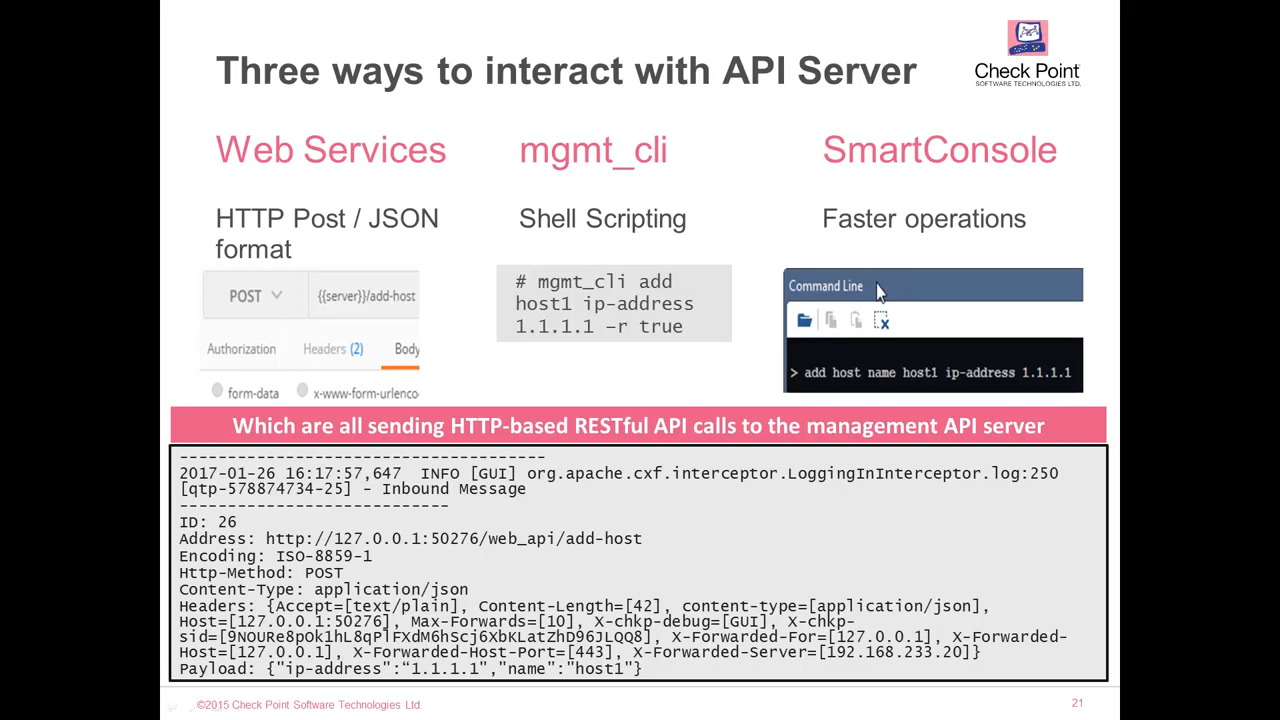 Three ways to interact with API Server
Check Point
SOFTWARE TECHNOLOGIES LTD.
Web Services
HTTP Post / JSON
format
POST
{{server}}/add-host
Authorization
Headers (2)
Body
form-data
x-www-form-urlenco
mgmt_cli
Shell Scripting
# mgmt_cli add
host1 ip-address
1.1.1.1 –r true
SmartConsole
Faster operations
Command Line
> add host name host1 ip-address 1.1.1.1
Which are all sending HTTP-based RESTful API calls to the management API server
--------------------------------------
2017-01-26 16:17:57,647  INFO [GUI] org.apache.cxf.interceptor.LoggingInInterceptor.log:250
[qtp-578874734-25] - Inbound Message
----------------------------
ID: 26
Address: http://127.0.0.1:50276/web_api/add-host
Encoding: ISO-8859-1
Http-Method: POST
Content-Type: application/json
Headers: {Accept=[text/plain], Content-Length=[42], content-type=[application/json],
Host=[127.0.0.1:50276], Max-Forwards=[10], X-chkp-debug=[GUI], X-chkp-
sid=[9NOURe8pOk1hL8qPlFxdM6hScj6XbKLatZhD96JLQQ8], X-Forwarded-For=[127.0.0.1], X-Forwarded-
Host=[127.0.0.1], X-Forwarded-Host-Port=[443], X-Forwarded-Server=[192.168.233.20]}
Payload: {"ip-address":"1.1.1.1","name":"host1"}
©2015 Check Point Software Technologies Ltd.
21